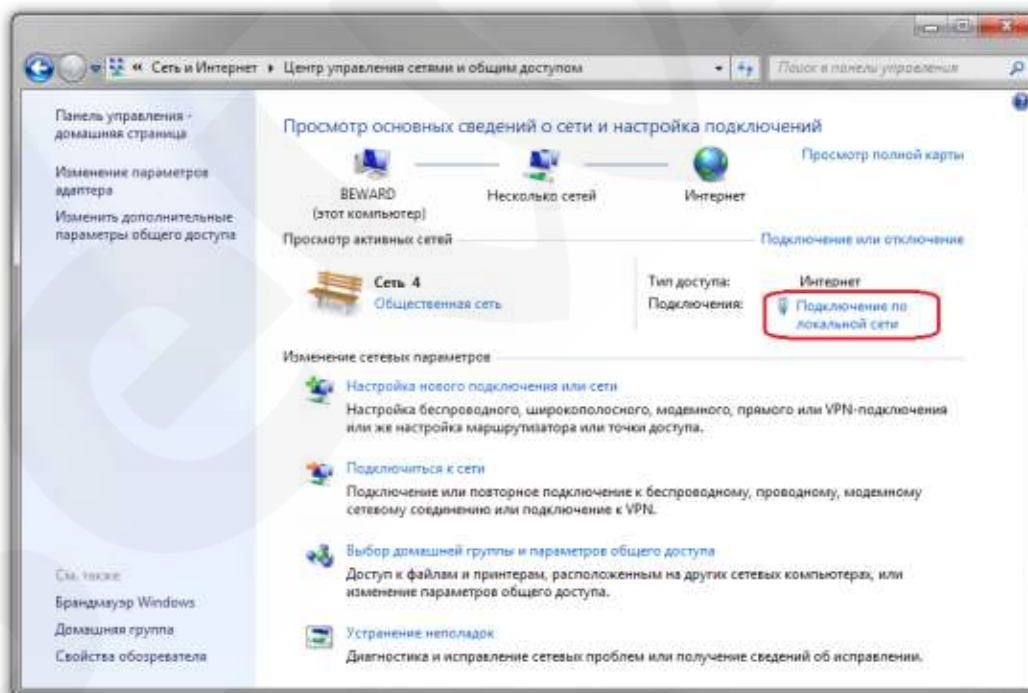 « Сеть и Интернет ▸ Центр управления сетями и общим доступом
Поиск в панели управления
Панель управления -
домашняя страница
Изменение параметров
адаптера
Изменить дополнительные
параметры общего доступа
Просмотр основных сведений о сети и настройка подключений
Просмотр полной карты
BEWARD
(этот компьютер)
Несколько сетей
Интернет
Просмотр активных сетей
Подключение или отключение
Сеть 4
Общественная сеть
Тип доступа: Интернет
Подключения: Подключение по
локальной сети
Изменение сетевых параметров
Настройка нового подключения или сети
Настройка беспроводного, широкополосного, модемного, прямого или VPN-подключения
или же настройка маршрутизатора или точки доступа.
Подключиться к сети
Подключение или повторное подключение к беспроводному, проводному, модемному
сетевому соединению или подключение к VPN.
Выбор домашней группы и параметров общего доступа
Доступ к файлам и принтерам, расположенным на других сетевых компьютерах, или
изменение параметров общего доступа.
Устранение неполадок
Диагностика и исправление сетевых проблем или получение сведений об исправлении.
См. также
Брандмауэр Windows
Домашняя группа
Свойства обозревателя